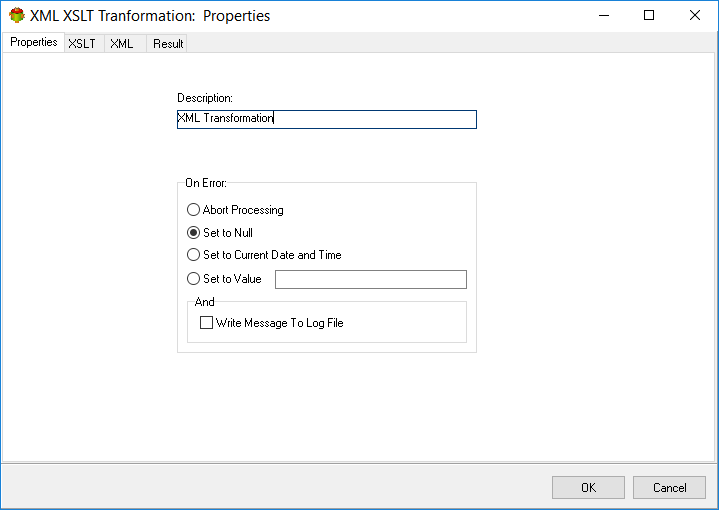 XML XSLT Tranformation: Properties
Properties XSLT XML Result
Description:
XML Transformation
On Error:
Abort Processing
Set to Null
Set to Current Date and Time
Set to Value
And
Write Message To Log File
OK Cancel